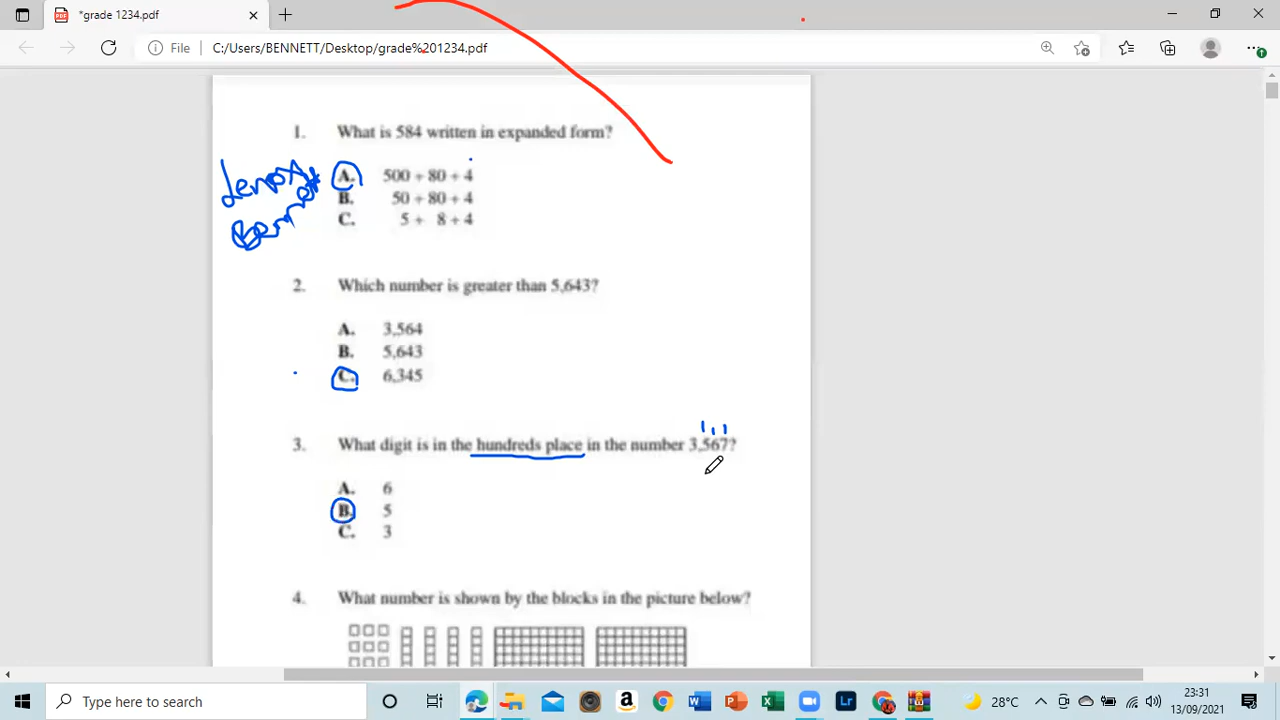 *grade 1234.pdf
File
C:/Users/BENNETT/Desktop/grade%201234.pdf
1. What is 584 written in expanded form?
A. 500 + 80 + 4
B. 50 + 80 + 4
C. 5 + 8 + 4
2. Which number is greater than 5,643?
A. 3,564
B. 5,643
C. 6,345
3. What digit is in the hundreds place in the number 3,567?
A. 6
B. 5
C. 3
4. What number is shown by the blocks in the picture below?
Type here to search
28°C
23:31
13/09/2021